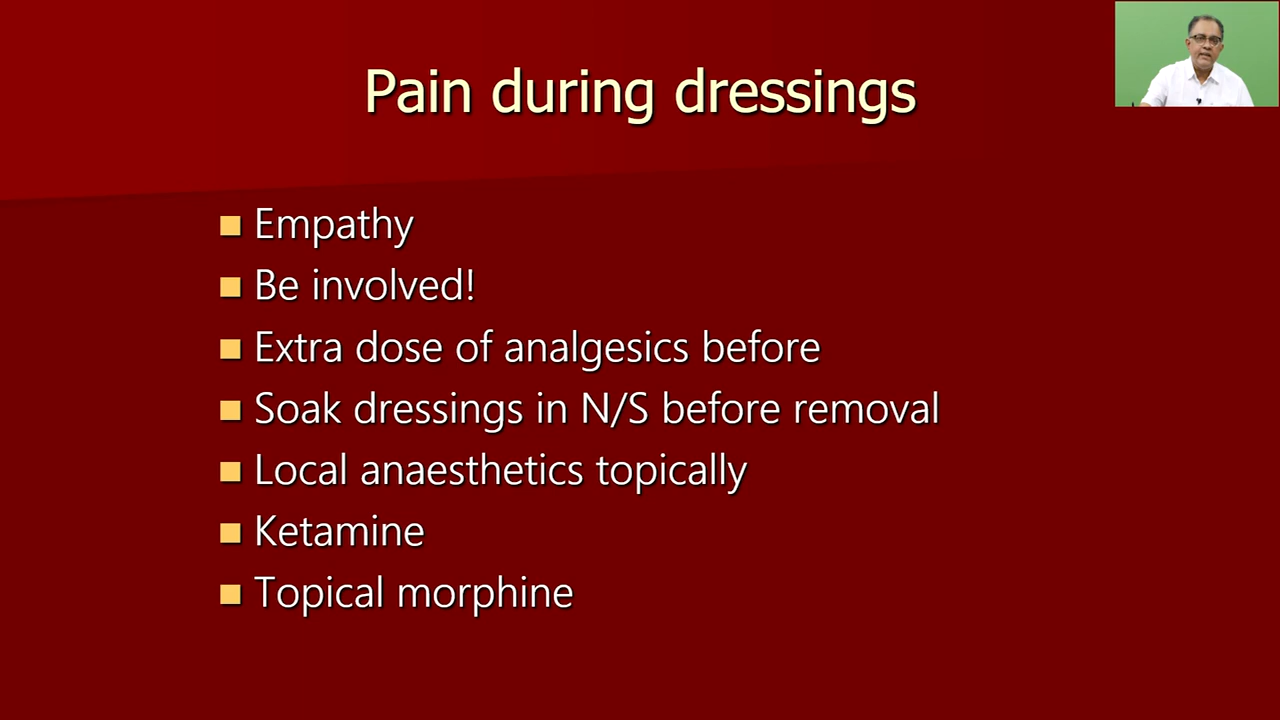 Pain during dressings
Empathy
Be involved!
Extra dose of analgesics before
Soak dressings in N/S before removal
Local anaesthetics topically
Ketamine
Topical morphine